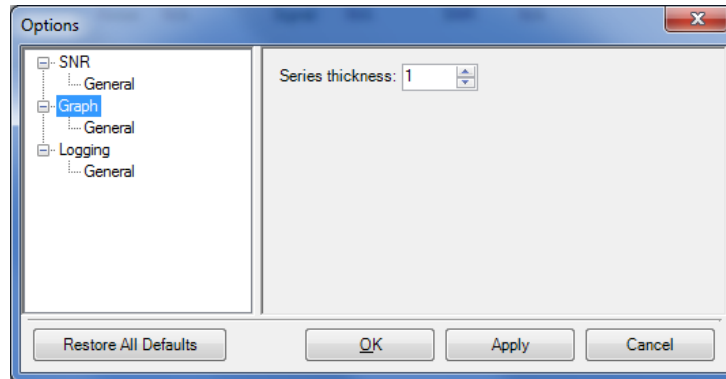 Options
SNR
General
Graph
General
Logging
General
Series thickness: 1
Restore All Defaults
OK
Apply
Cancel